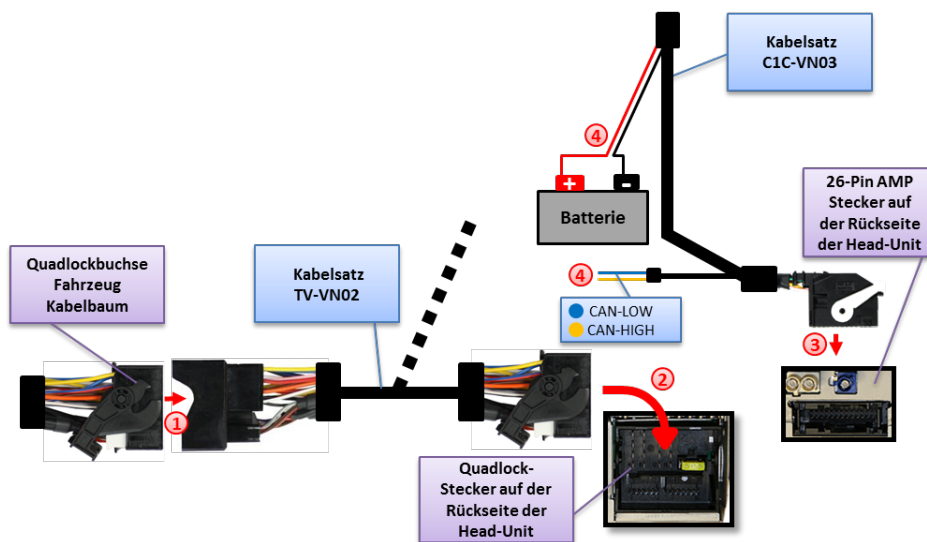 Kabelsatz
C1C-VN03
4
+
-
Batterie
26-Pin AMP
Stecker auf
der Rückseite
der Head-Unit
Quadlockbuchse
Fahrzeug
Kabelbaum
Kabelsatz
TV-VN02
4
CAN-LOW
CAN-HIGH
3
1
2
Quadlock-
Stecker auf der
Rückseite der
Head-Unit